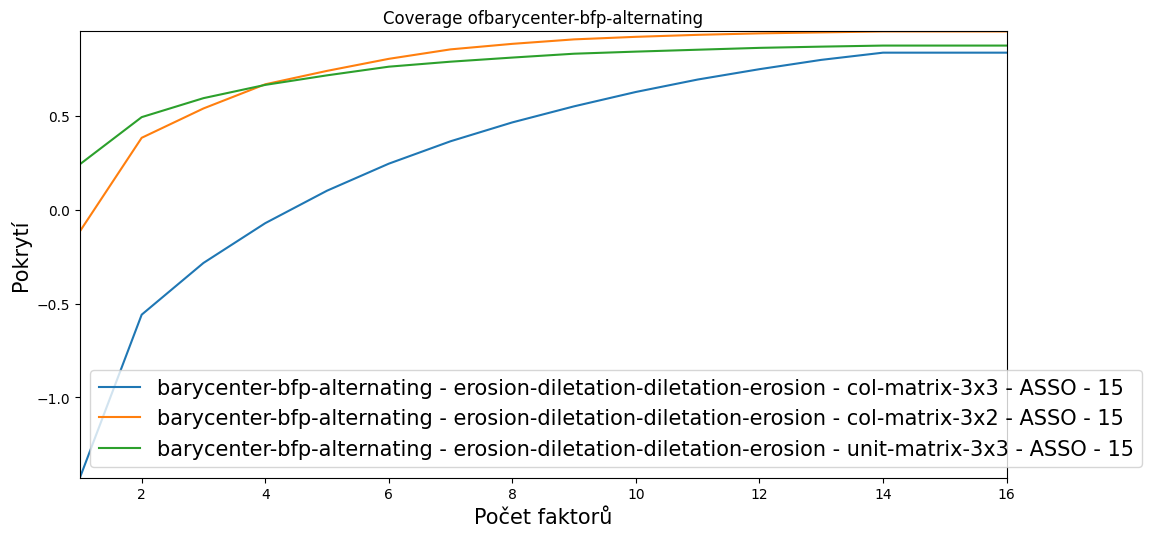 Coverage ofbarycenter-bfp-alternating
Pokrytí
0.5
0.0
−0.5
−1.0
barycenter-bfp-alternating - erosion-diletation-diletation-erosion - col-matrix-3x3 - ASSO - 15
barycenter-bfp-alternating - erosion-diletation-diletation-erosion - col-matrix-3x2 - ASSO - 15
barycenter-bfp-alternating - erosion-diletation-diletation-erosion - unit-matrix-3x3 - ASSO - 15
2 4 6 8 10 12 14 16
Počet faktorů